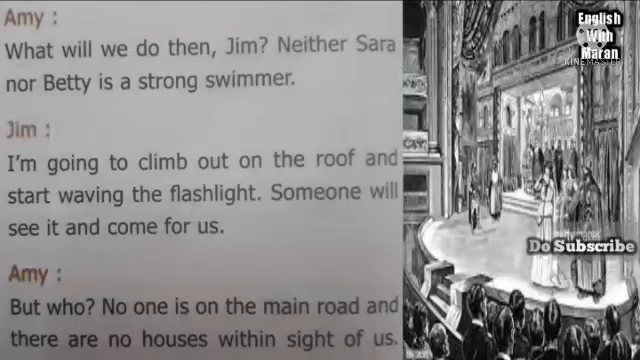 Amy :
What will we do then, Jim? Neither Sara
nor Betty is a strong swimmer.
Jim :
I'm going to climb out on the roof and
start waving the flashlight. Someone will
see it and come for us.
Amy :
But who? No one is on the main road and
there are no houses within sight of us.
English
With
Maran
KINEMASTER
Do Subscribe